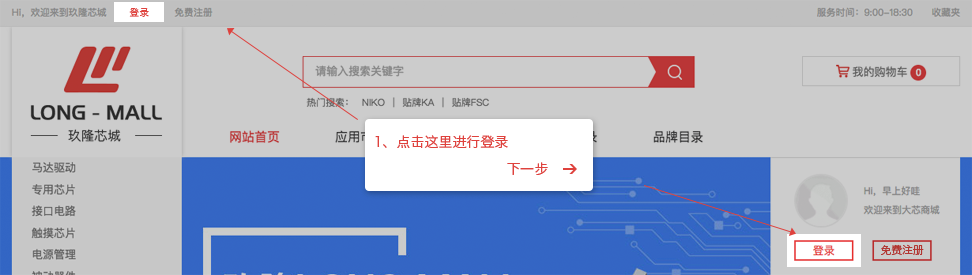 Hi，欢迎来到玖隆芯城 登录 免费注册 服务时间：9:00-18:30 收藏夹
LONG - MALL
玖隆芯城
请输入搜索关键字
热门搜索： NIKO | 贴牌KA | 贴牌FSC
我的购物车 0
网站首页 应用市 录 品牌目录
1、点击这里进行登录
下一步
马达驱动
专用芯片
接口电路
触摸芯片
电源管理
Hi，早上好哇
欢迎来到大芯商城
登录 免费注册